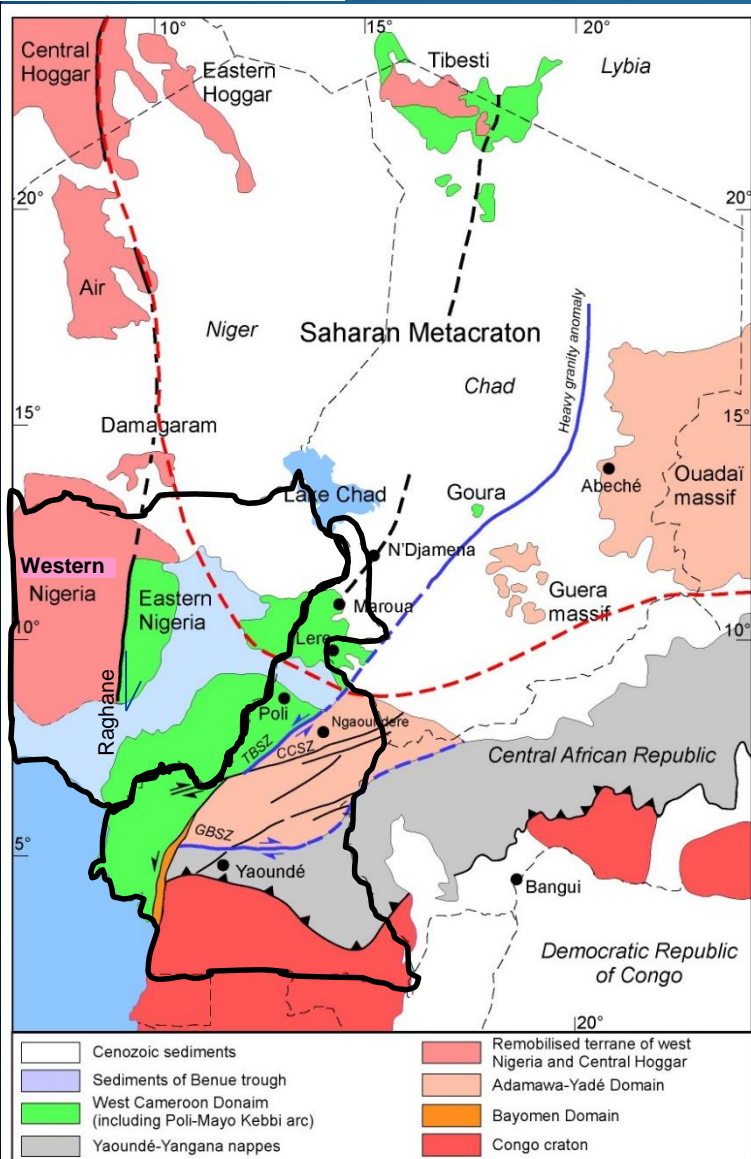 10°
15°
20°
Central
Hoggar
Eastern
Hoggar
Tibesti
Lybia
20°
20°
Air
Niger
Saharan Metacraton
Chad
Heavy granity anomaly
15°
15°
Damagaram
Lake Chad
Goura
Abeché
Ouadaï
massif
N'Djamena
Western
Nigeria
Eastern
Nigeria
Maroua
Guera
massif
10°
10°
Lere
Raghane
Poli
Ngaoundere
TBSZ
CCSZ
Central African Republic
GBSZ
5°
Yaoundé
Bangui
Democratic Republic
of Congo
20°
Cenozoic sediments
Sediments of Benue trough
West Cameroon Donaim
(including Poli-Mayo Kebbi arc)
Yaoundé-Yangana nappes
Remobilised terrane of west
Nigeria and Central Hoggar
Adamawa-Yadé Domain
Bayomen Domain
Congo craton